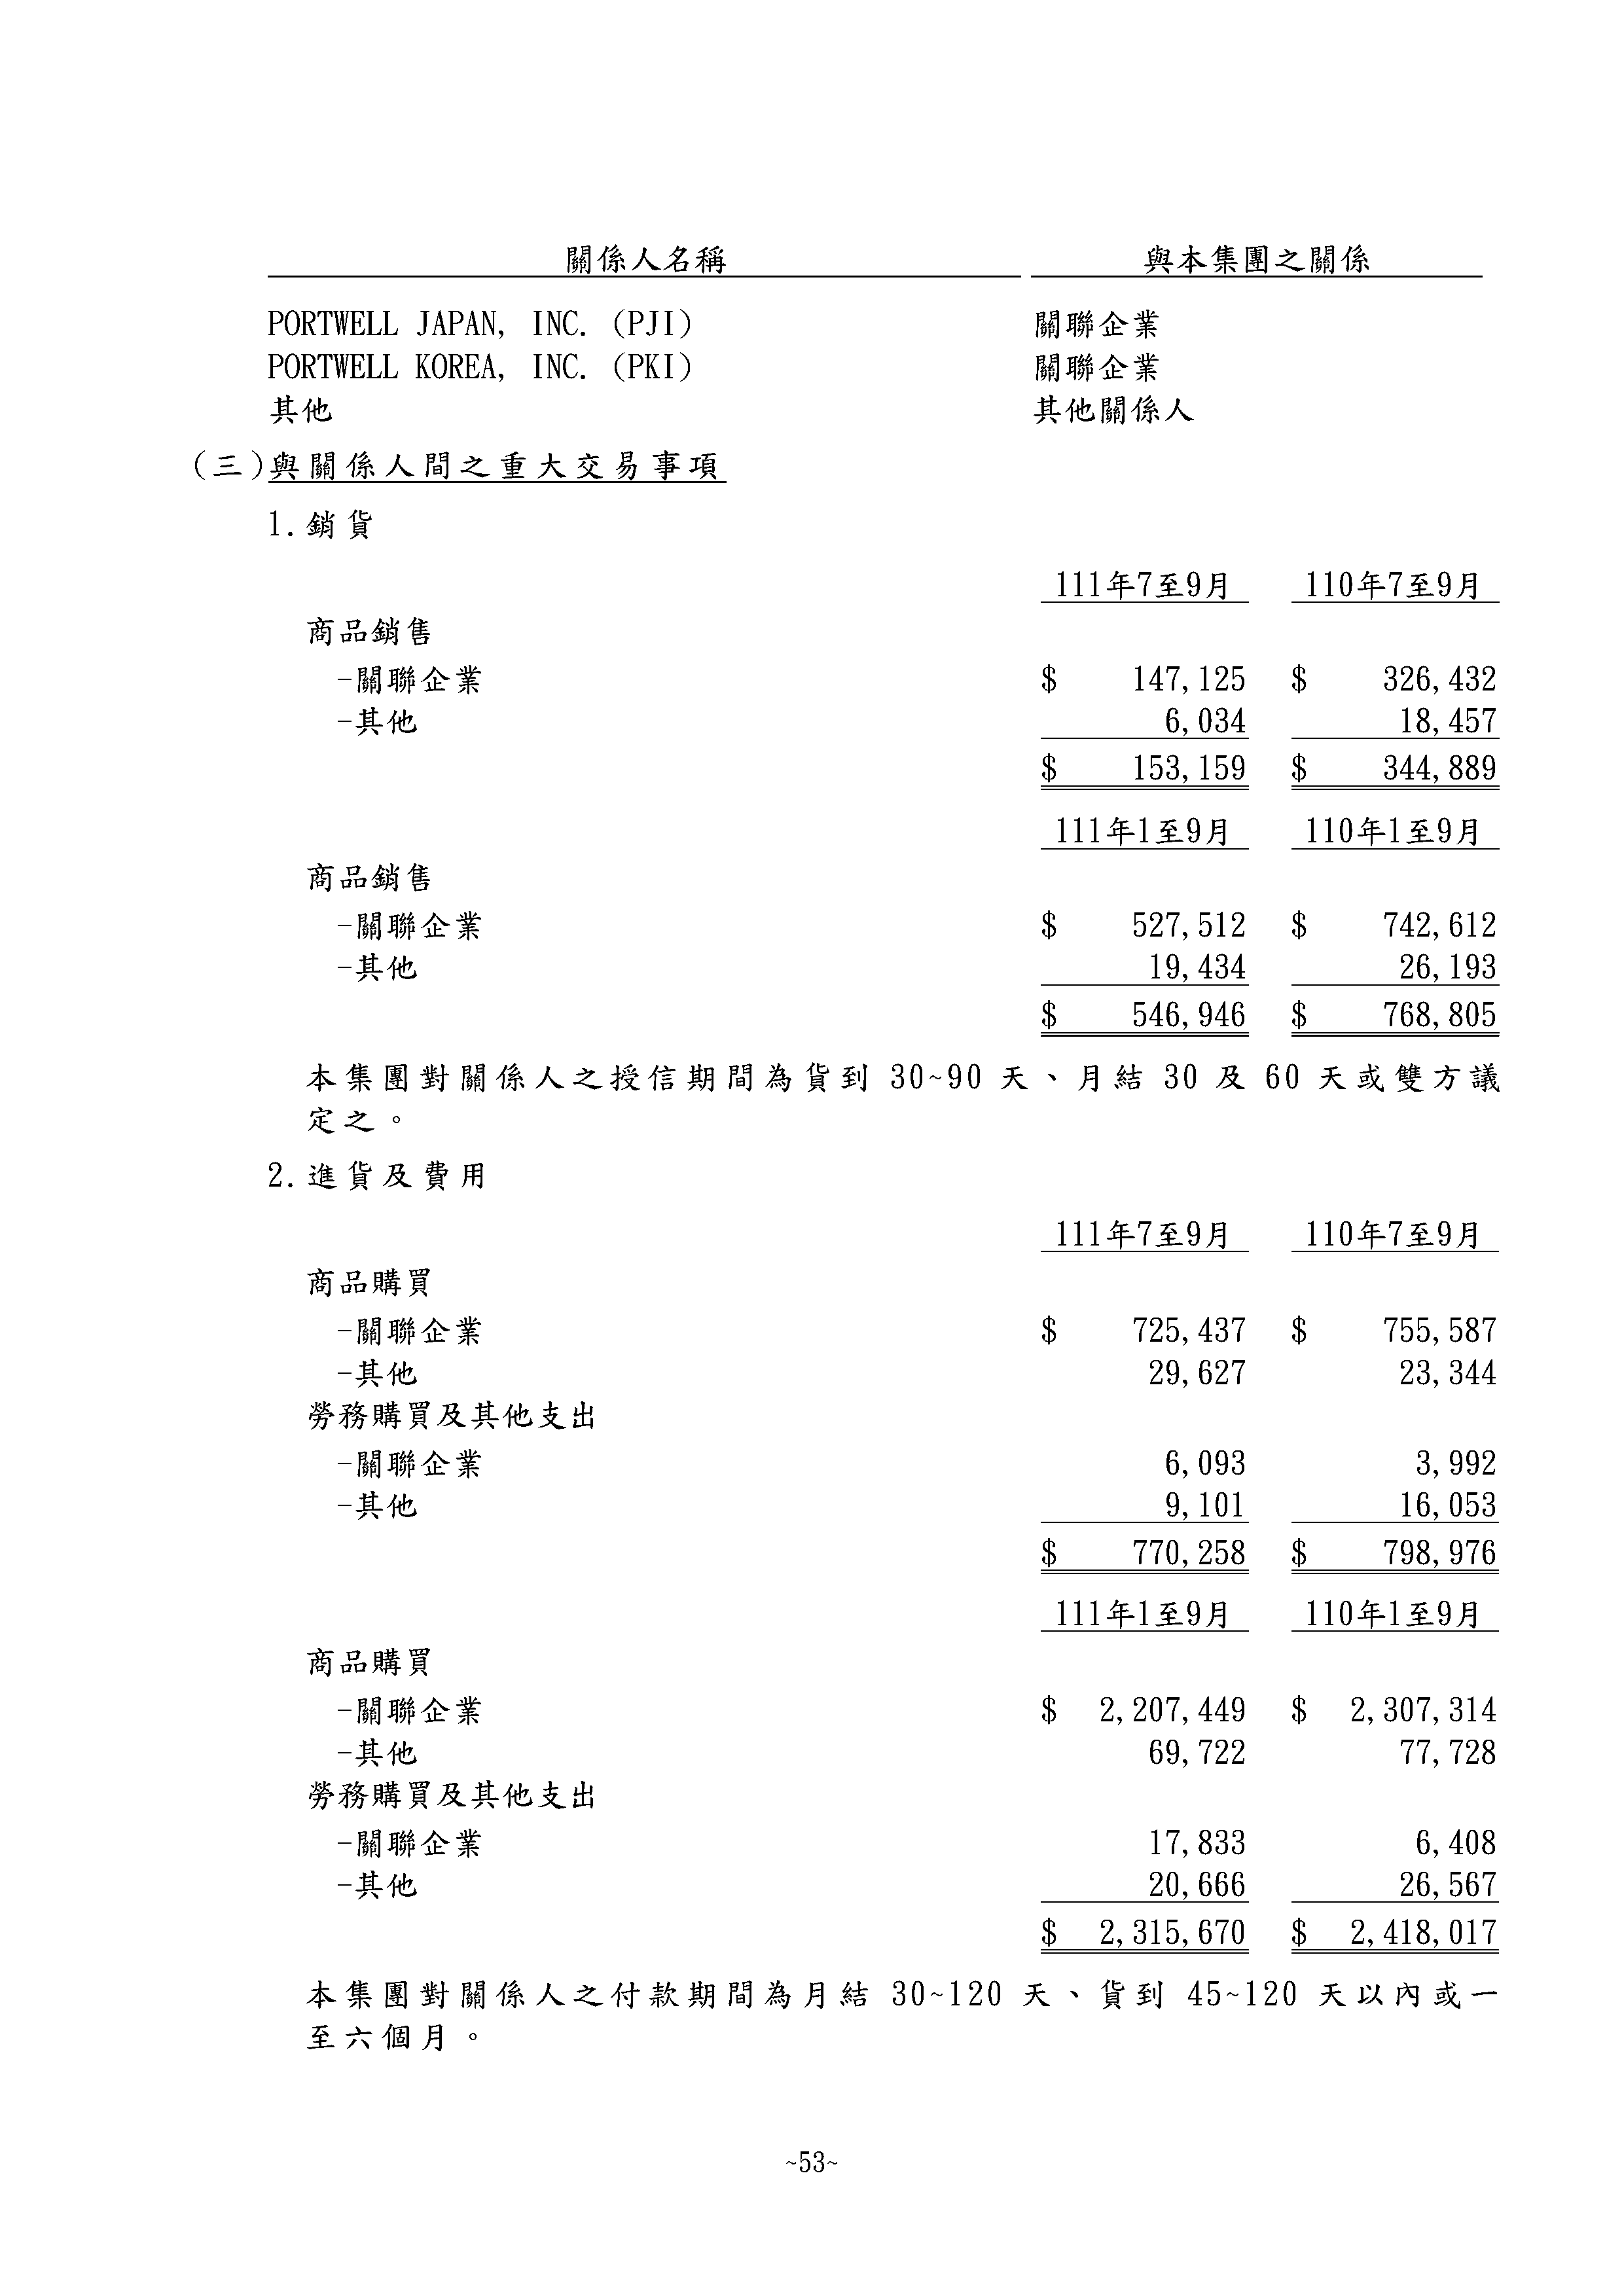 關係人名稱 與本集團之關係
PORTWELL JAPAN, INC. (PJI) 關聯企業
PORTWELL KOREA, INC. (PKI) 關聯企業
其他 其他關係人
(三)與關係人間之重大交易事項
1.銷貨
111年7至9月 110年7至9月
商品銷售
-關聯企業 $ 147,125 $ 326,432
-其他 6,034 18,457
$ 153,159 $ 344,889
111年1至9月 110年1至9月
商品銷售
-關聯企業 $ 527,512 $ 742,612
-其他 19,434 26,193
$ 546,946 $ 768,805
本集團對關係人之授信期間為貨到 30~90 天、月結 30 及 60 天或雙方議
定之。
2.進貨及費用
111年7至9月 110年7至9月
商品購買
-關聯企業 $ 725,437 $ 755,587
-其他 29,627 23,344
勞務購買及其他支出
-關聯企業 6,093 3,992
-其他 9,101 16,053
$ 770,258 $ 798,976
111年1至9月 110年1至9月
商品購買
-關聯企業 $ 2,207,449 $ 2,307,314
-其他 69,722 77,728
勞務購買及其他支出
-關聯企業 17,833 6,408
-其他 20,666 26,567
$ 2,315,670 $ 2,418,017
本集團對關係人之付款期間為月結 30~120 天、貨到 45~120 天以內或一
至六個月。
~53~